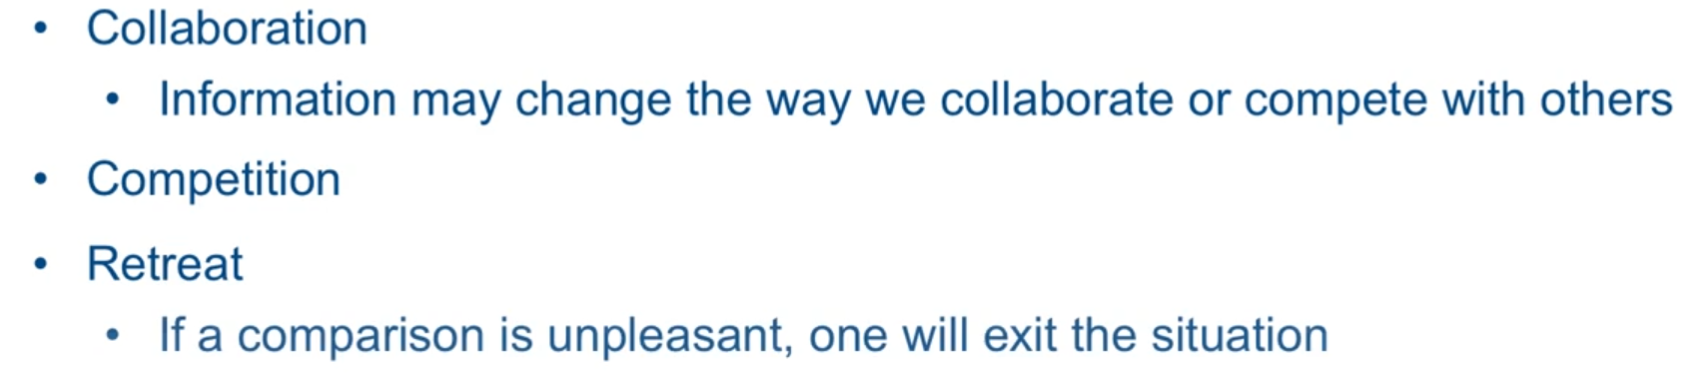 • Collaboration
• Information may change the way we collaborate or compete with others
• Competition
• Retreat
• If a comparison is unpleasant, one will exit the situation